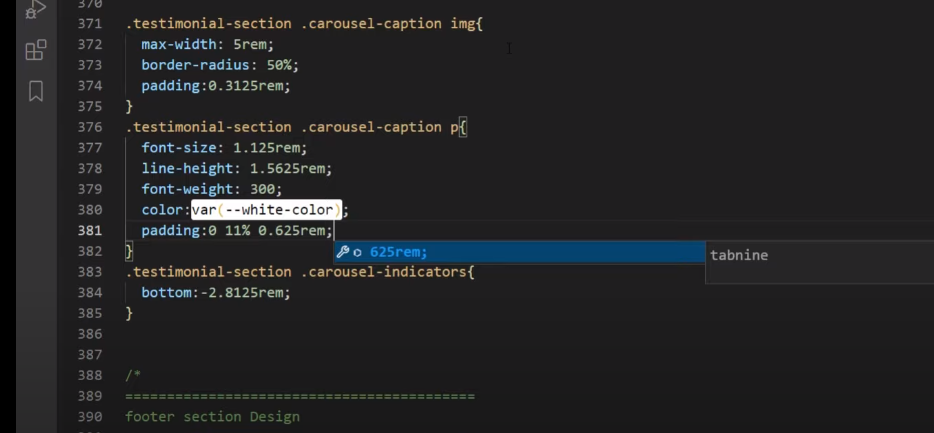 370
371 .testimonial-section .carousel-caption img{
372 max-width: 5rem;
373 border-radius: 50%;
374 padding:0.3125rem;
375 }
376 .testimonial-section .carousel-caption p{
377 font-size: 1.125rem;
378 line-height: 1.5625rem;
379 font-weight: 300;
380 color:var(--white-color);
381 padding:0 11% 0.625rem;
625rem; tabnine
382 }
383 .testimonial-section .carousel-indicators{
384 bottom:-2.8125rem;
385 }
386
387
388 /*
389 ==========================================
390 footer section Design